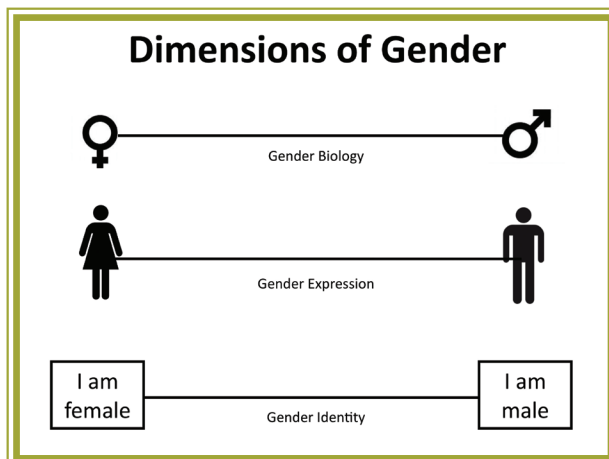 Dimensions of Gender
Gender Biology
Gender Expression
I am
female
Gender Identity
I am
male